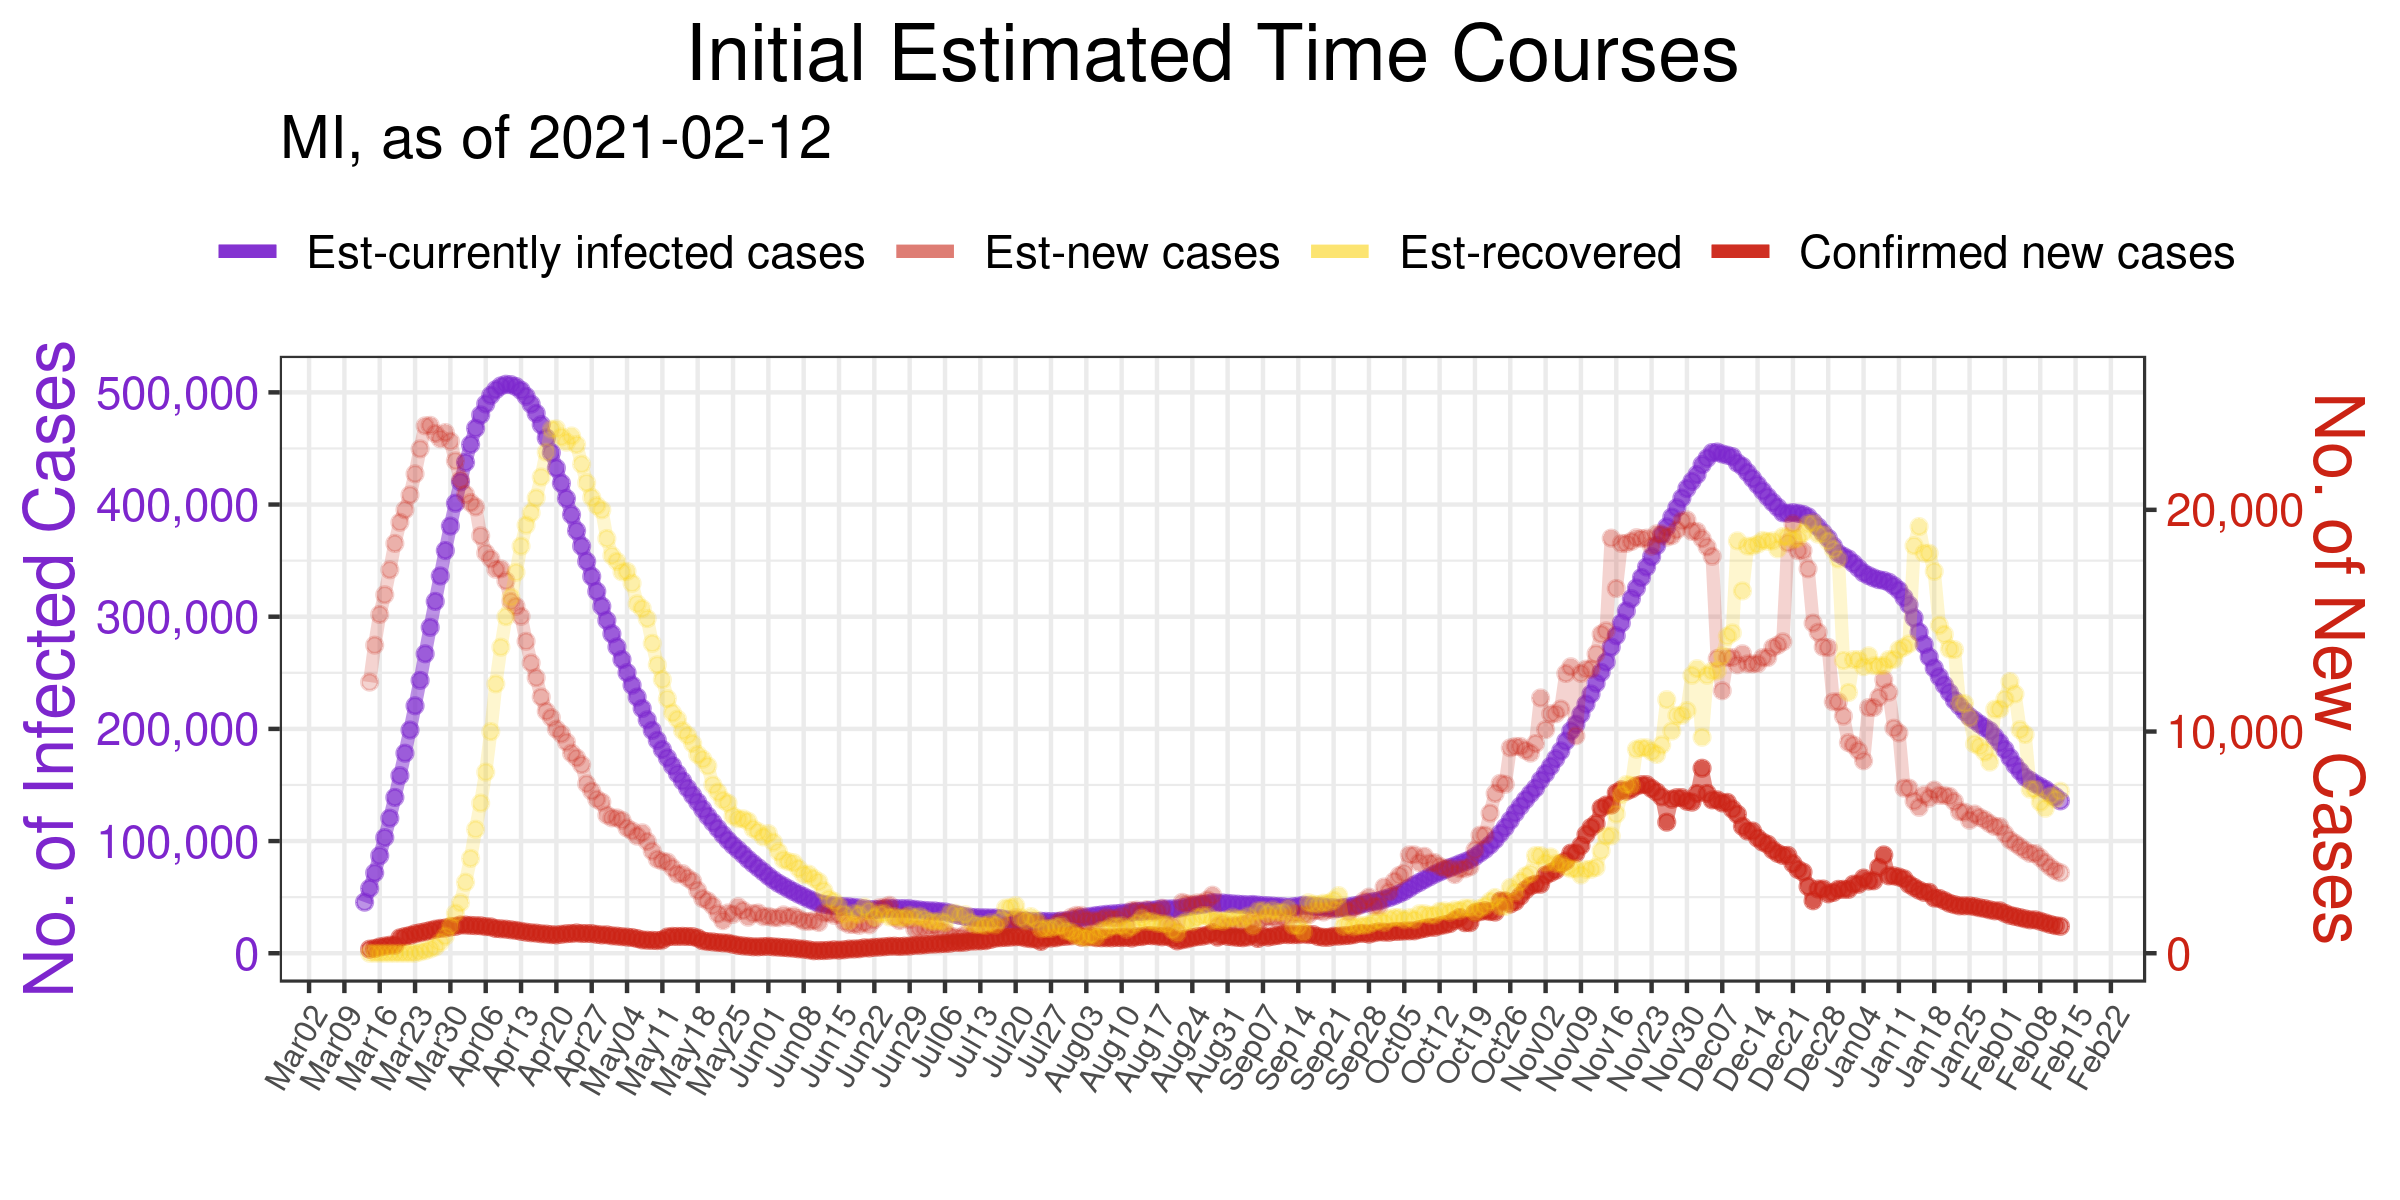 Initial Estimated Time Courses
MI, as of 2021-02-12
Est-currently infected cases
Est-new cases
Est-recovered
Confirmed new cases
No. of Infected Cases
500,000
400,000
300,000
200,000
100,000
0
20,000
10,000
0
No. of New Cases
Mar02
Mar09
Mar16
Mar23
Mar30
Apr06
Apr13
Apr20
Apr27
May04
May11
May18
May25
Jun01
Jun08
Jun15
Jun22
Jun29
Jul06
Jul13
Jul20
Jul27
Aug03
Aug10
Aug17
Aug24
Aug31
Sep07
Sep14
Sep21
Sep28
Oct05
Oct12
Oct19
Oct26
Nov02
Nov09
Nov16
Nov23
Nov30
Dec07
Dec14
Dec21
Dec28
Jan04
Jan11
Jan18
Jan25
Feb01
Feb08
Feb15
Feb22